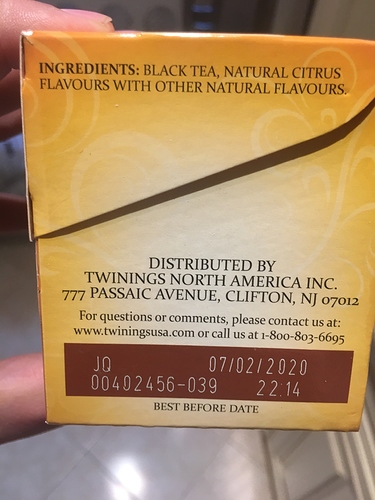 INGREDIENTS: BLACK TEA, NATURAL CITRUS
FLAVOURS WITH OTHER NATURAL FLAVOURS.
DISTRIBUTED BY
TWININGS NORTH AMERICA INC.
777 PASSAIC AVENUE, CLIFTON, NJ 07012
For questions or comments, please contact us at:
www.twiningsusa.com or call us at 1-800-803-6695
JQ 07/02/2020
00402456-039 22:14
BEST BEFORE DATE